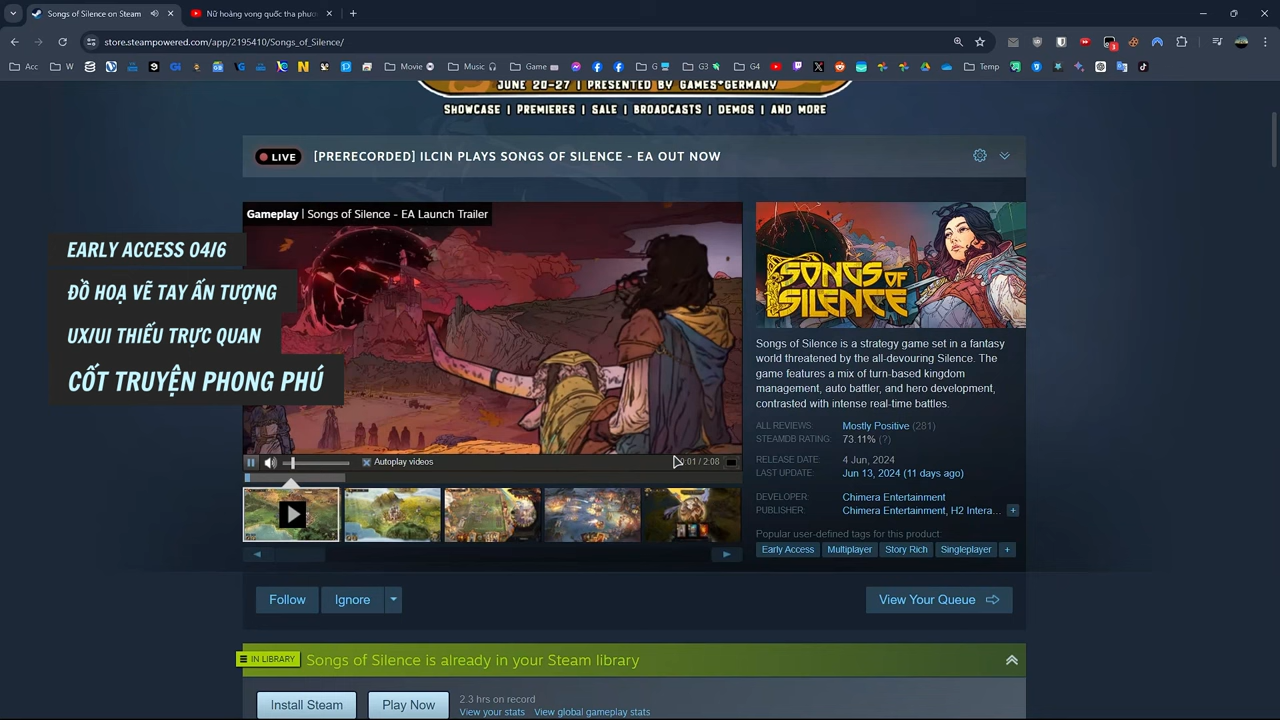 Songs of Silence on Steam
Nữ hoàng vong quốc tha phươ
store.steampowered.com/app/2195410/Songs_of_Silence/
Acc
W
Movie
Music
Game
G
G3
G4
Temp
JUNE 20-27 | PRESENTED BY GAMES+GERMANY
SHOWCASE | PREMIERES | SALE | BROADCASTS | DEMOS | AND MORE
LIVE
[PRERECORDED] ILCIN PLAYS SONGS OF SILENCE - EA OUT NOW
Gameplay | Songs of Silence - EA Launch Trailer
EARLY ACCESS 04/6
ĐỒ HOẠ VẼ TAY ẤN TƯỢNG
UX/UI THIẾU TRỰC QUAN
CỐT TRUYỆN PHONG PHÚ
Autoplay videos
:01 / 2:08
SONGS OF
SILENCE
Songs of Silence is a strategy game set in a fantasy
world threatened by the all-devouring Silence. The
game features a mix of turn-based kingdom
management, auto battler, and hero development,
contrasted with intense real-time battles.
ALL REVIEWS: Mostly Positive (281)
STEAMDB RATING: 73.11% (?)
RELEASE DATE: 4 Jun, 2024
LAST UPDATE: Jun 13, 2024 (11 days ago)
DEVELOPER: Chimera Entertainment
PUBLISHER: Chimera Entertainment, H2 Intera... +
Popular user-defined tags for this product
Early Access Multiplayer Story Rich Singleplayer +
Follow
Ignore
View Your Queue
IN LIBRARY
Songs of Silence is already in your Steam library
Install Steam
Play Now
2.3 hrs on record
View your stats View global gameplay stats